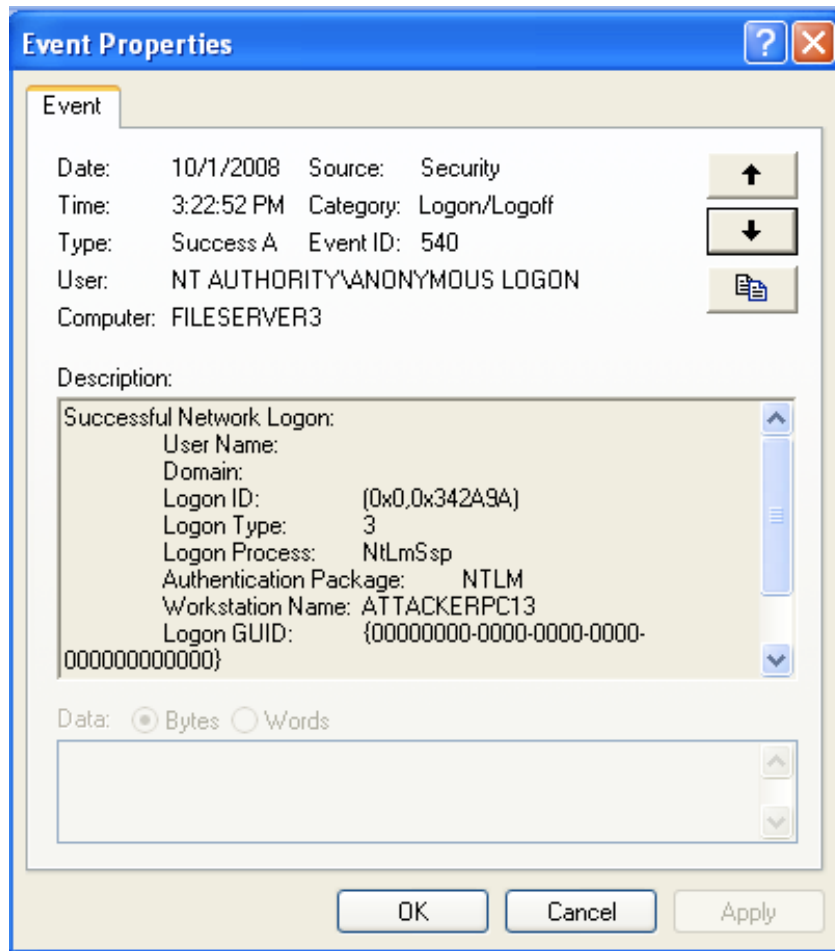 Event Properties
Event
Date: 10/1/2008 Source: Security
Time: 3:22:52 PM Category: Logon/Logoff
Type: Success A Event ID: 540
User: NT AUTHORITY\ANONYMOUS LOGON
Computer: FILESERVER3
Description:
Successful Network Logon:
User Name:
Domain:
Logon ID: (0x0,0x342A9A)
Logon Type: 3
Logon Process: NtLmSsp
Authentication Package: NTLM
Workstation Name: ATTACKERPC13
Logon GUID: {00000000-0000-0000-0000-
000000000000}
Data: Bytes Words
OK Cancel Apply